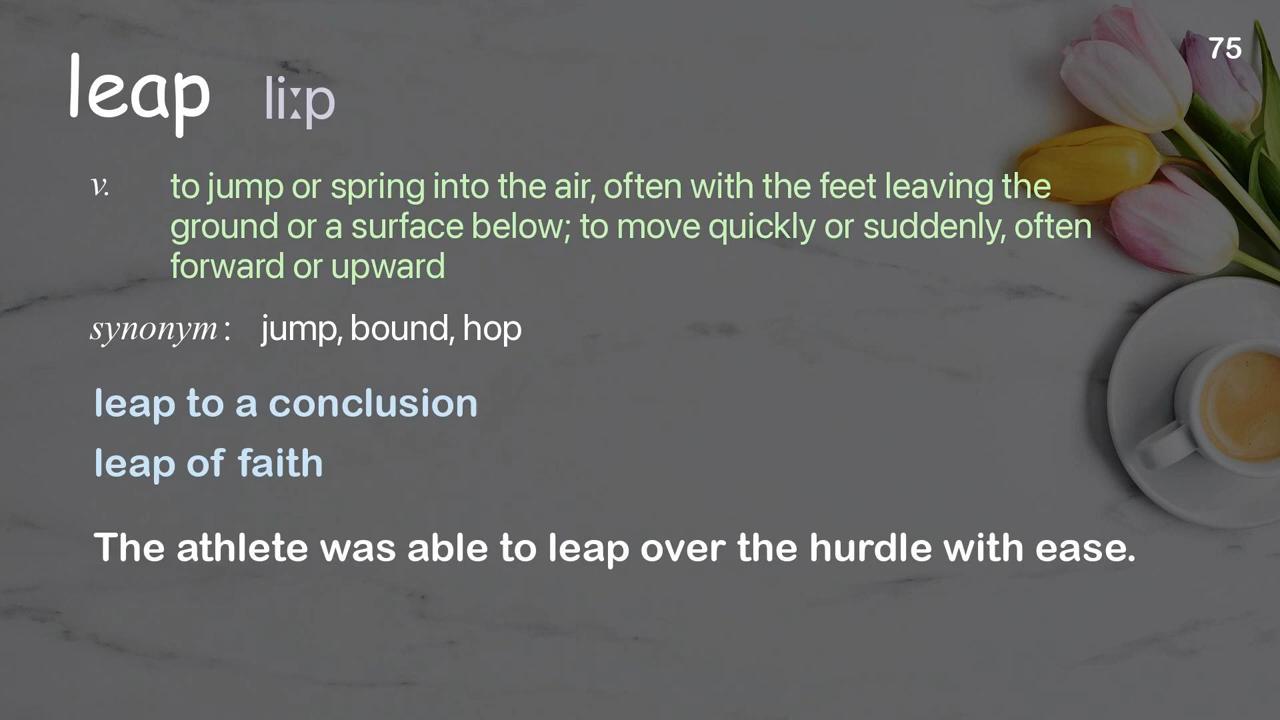 75
leap liːp
v. to jump or spring into the air, often with the feet leaving the
ground or a surface below; to move quickly or suddenly, often
forward or upward
synonym : jump, bound, hop
leap to a conclusion
leap of faith
The athlete was able to leap over the hurdle with ease.